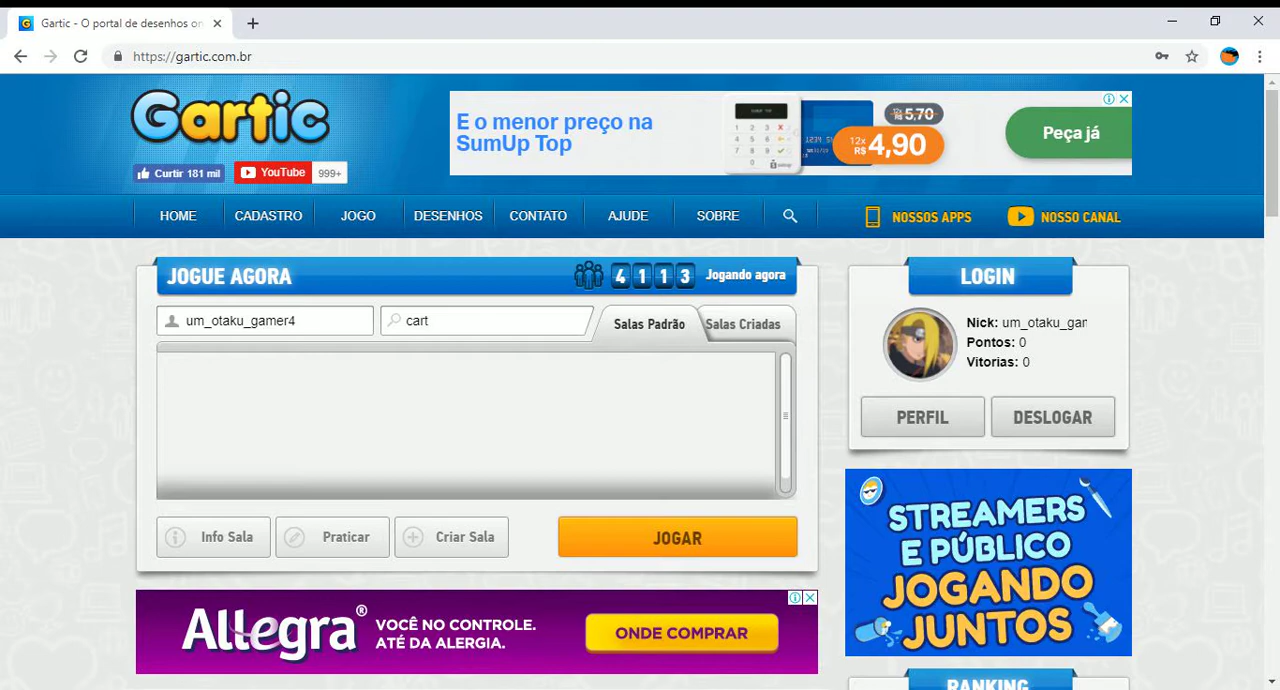 Gartic - O portal de desenhos on
https://gartic.com.br
Gartic
Curtir 181 mil
YouTube
999+
E o menor preço na
SumUp Top
12x
R$ 5,70
12x
R$ 4,90
Peça já
HOME
CADASTRO
JOGO
DESENHOS
CONTATO
AJUDE
SOBRE
NOSSOS APPS
NOSSO CANAL
JOGUE AGORA
4113
Jogando agora
um_otaku_gamer4
cart
Salas Padrão
Salas Criadas
Info Sala
Praticar
Criar Sala
JOGAR
LOGIN
Nick: um_otaku_gar
Pontos: 0
Vitorias: 0
PERFIL
DESLOGAR
STREAMERS
E PÚBLICO
JOGANDO
JUNTOS
Allegra®
VOCÊ NO CONTROLE.
ATÉ DA ALERGIA.
ONDE COMPRAR
RANKING